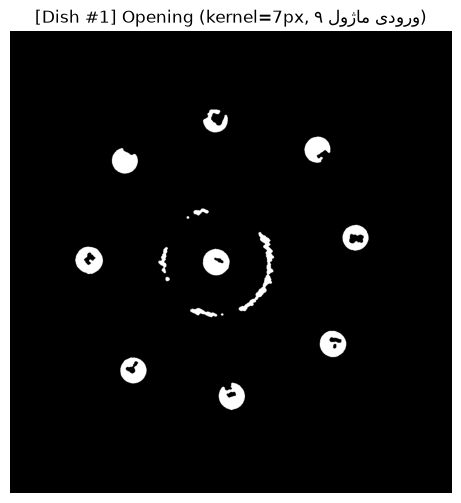 [Dish #1] Opening (kernel=7px, ورودی ماژول ۹)